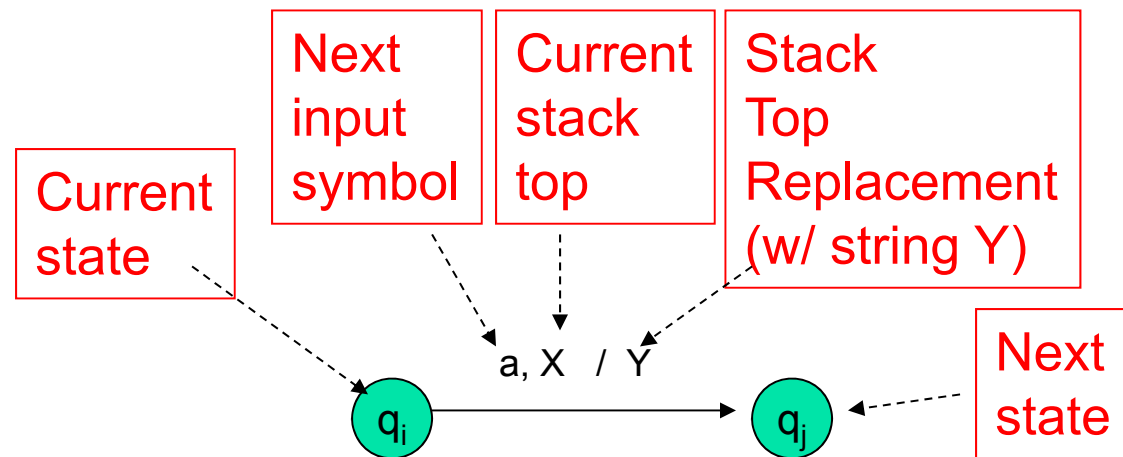 Next
input
symbol
Current
stack
top
Stack
Top
Replacement
(w/ string Y)
Current
state
a, X / Y
qi
qj
Next
state